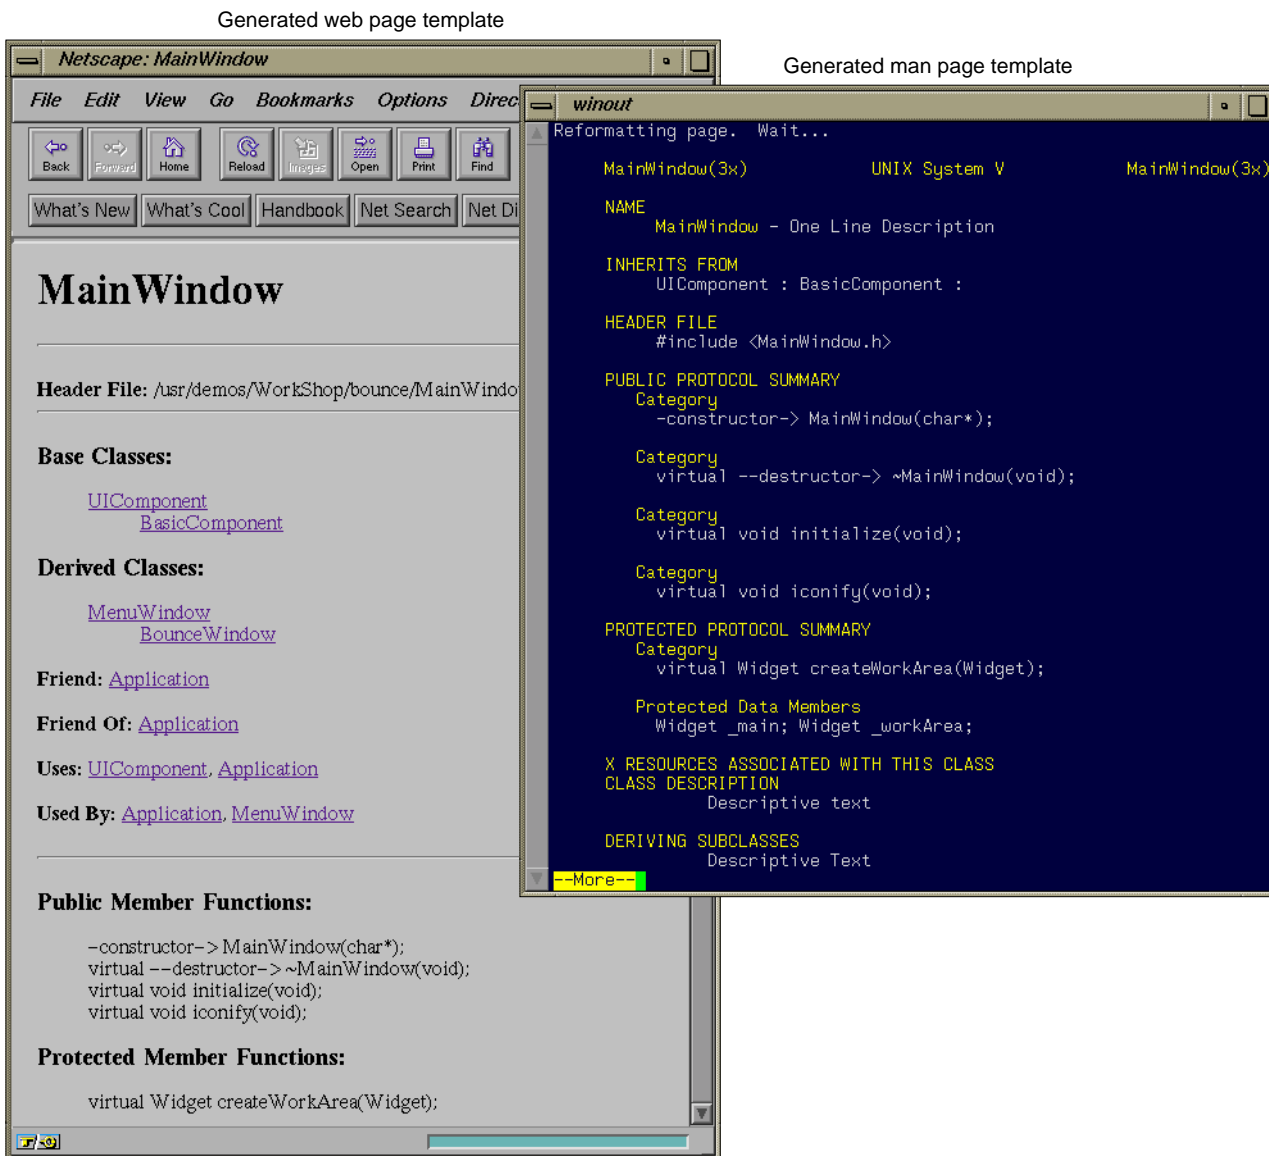 Generated web page template
Netscape: MainWindow
File Edit View Go Bookmarks Options Direc
Back Forward Home Reload Images Open Print Find
What's New What's Cool Handbook Net Search Net Di
MainWindow
Header File: /usr/demos/WorkShop/bounce/MainWindo
Base Classes:
UIComponent
BasicComponent
Derived Classes:
MenuWindow
BounceWindow
Friend: Application
Friend Of: Application
Uses: UIComponent, Application
Used By: Application, MenuWindow
Public Member Functions:
-constructor-> MainWindow(char*);
virtual --destructor-> ~MainWindow(void);
virtual void initialize(void);
virtual void iconify(void);
Protected Member Functions:
virtual Widget createWorkArea(Widget);
Generated man page template
winout
Reformatting page. Wait...
MainWindow(3x) UNIX System V MainWindow(3x)
NAME
MainWindow - One Line Description
INHERITS FROM
UIComponent : BasicComponent :
HEADER FILE
#include <MainWindow.h>
PUBLIC PROTOCOL SUMMARY
Category
-constructor-> MainWindow(char*);
Category
virtual --destructor-> ~MainWindow(void);
Category
virtual void initialize(void);
Category
virtual void iconify(void);
PROTECTED PROTOCOL SUMMARY
Category
virtual Widget createWorkArea(Widget);
Protected Data Members
Widget _main; Widget _workArea;
X RESOURCES ASSOCIATED WITH THIS CLASS
CLASS DESCRIPTION
Descriptive text
DERIVING SUBCLASSES
Descriptive Text
--More--